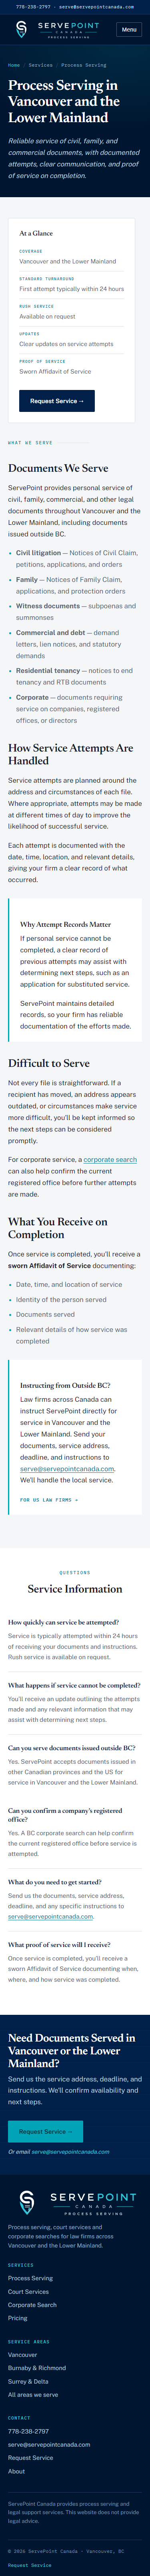 778-238-2797 · serve@servepointcanada.com
SERVEPOINT
CANADA
PROCESS SERVING
Menu
Home / Services / Process Serving
Process Serving in
Vancouver and the
Lower Mainland
Reliable service of civil, family, and
commercial documents, with documented
attempts, clear communication, and proof
of service on completion.
At a Glance
COVERAGE
Vancouver and the Lower Mainland
STANDARD TURNAROUND
First attempt typically within 24 hours
RUSH SERVICE
Available on request
UPDATES
Clear updates on service attempts
PROOF OF SERVICE
Sworn Affidavit of Service
Request Service →
WHAT WE SERVE
Documents We Serve
ServePoint provides personal service of
civil, family, commercial, and other legal
documents throughout Vancouver and the
Lower Mainland, including documents
issued outside BC.
• Civil litigation — Notices of Civil Claim,
petitions, applications, and orders
• Family — Notices of Family Claim,
applications, and protection orders
• Witness documents — subpoenas and
summonses
• Commercial and debt — demand
letters, lien notices, and statutory
demands
• Residential tenancy — notices to end
tenancy and RTB documents
• Corporate — documents requiring
service on companies, registered
offices, or directors
How Service Attempts Are
Handled
Service attempts are planned around the
address and circumstances of each file.
Where appropriate, attempts may be made
at different times of day to improve the
likelihood of successful service.
Each attempt is documented with the
date, time, location, and relevant details,
giving your firm a clear record of what
occurred.
Why Attempt Records Matter
If personal service cannot be
completed, a clear record of
previous attempts may assist with
determining next steps, such as an
application for substituted service.
ServePoint maintains detailed
records, so your firm has reliable
documentation of the efforts made.
Difficult to Serve
Not every file is straightforward. If a
recipient has moved, an address appears
outdated, or circumstances make service
more difficult, you'll be kept informed so
the next steps can be considered
promptly.
For corporate service, a corporate search
can also help confirm the current
registered office before further attempts
are made.
What You Receive on
Completion
Once service is completed, you'll receive a
sworn Affidavit of Service documenting:
• Date, time, and location of service
• Identity of the person served
• Documents served
• Relevant details of how service was
completed
Instructing from Outside BC?
Law firms across Canada can
instruct ServePoint directly for
service in Vancouver and the
Lower Mainland. Send your
documents, service address,
deadline, and instructions to
serve@servepointcanada.com.
We'll handle the local service.
FOR US LAW FIRMS →
QUESTIONS
Service Information
How quickly can service be attempted?
Service is typically attempted within 24 hours
of receiving your documents and instructions.
Rush service is available on request.
What happens if service cannot be completed?
You'll receive an update outlining the attempts
made and any relevant information that may
assist with determining next steps.
Can you serve documents issued outside BC?
Yes. ServePoint accepts documents issued in
other Canadian provinces and the US for
service in Vancouver and the Lower Mainland.
Can you confirm a company's registered
office?
Yes. A BC corporate search can help confirm
the current registered office before service is
attempted.
What do you need to get started?
Send us the documents, service address,
deadline, and any specific instructions to
serve@servepointcanada.com.
What proof of service will I receive?
Once service is completed, you'll receive a
sworn Affidavit of Service documenting when,
where, and how service was completed.
Need Documents Served in
Vancouver or the Lower
Mainland?
Send us the service address, deadline, and
instructions. We'll confirm availability and
next steps.
Request Service →
Or email serve@servepointcanada.com
SERVEPOINT
CANADA
PROCESS SERVING
Process serving, court services and
corporate searches for law firms across
Vancouver and the Lower Mainland.
SERVICES
Process Serving
Court Services
Corporate Search
Pricing
SERVICE AREAS
Vancouver
Burnaby & Richmond
Surrey & Delta
All areas we serve
CONTACT
778-238-2797
serve@servepointcanada.com
Request Service
About
ServePoint Canada provides process serving and
legal support services. This website does not provide
legal advice.
© 2026 ServePoint Canada · Vancouver, BC
Request Service